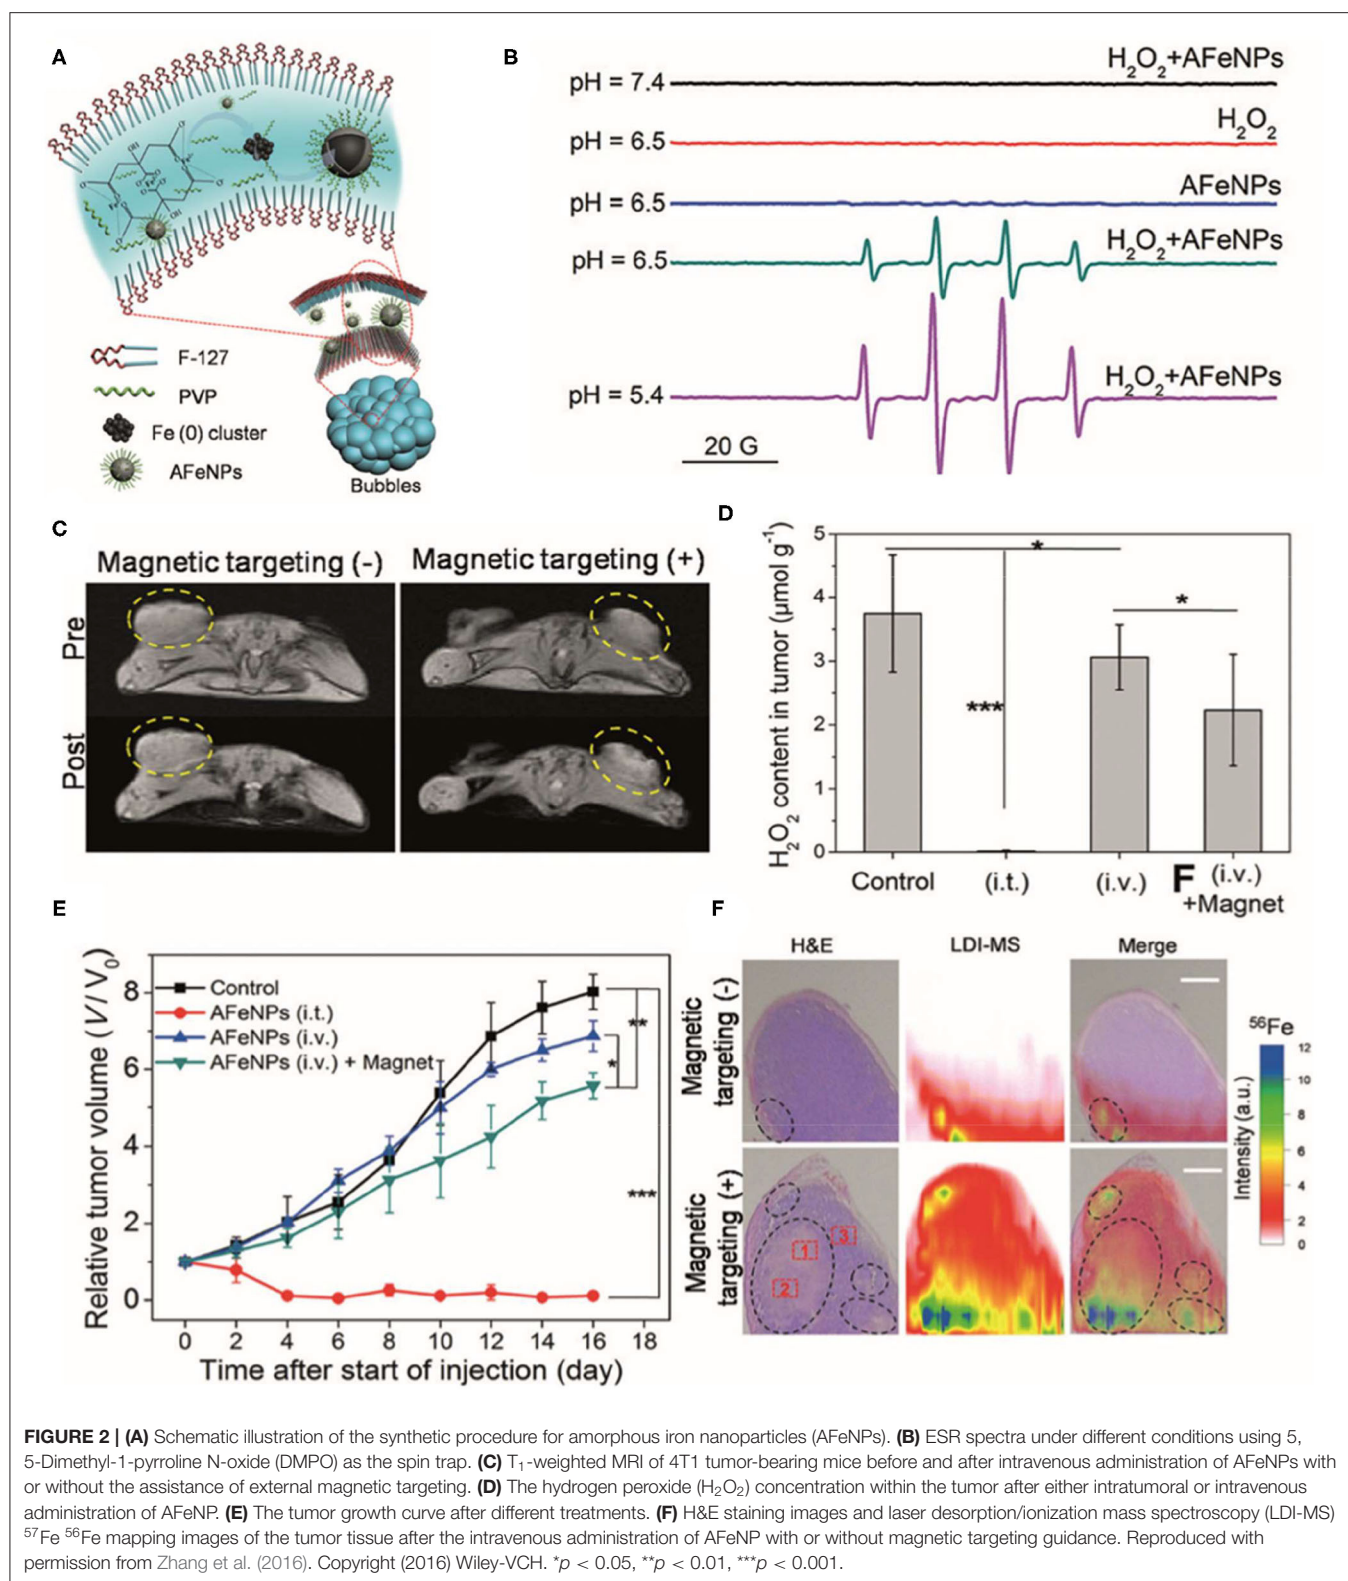 A
F-127
PVP
Fe (0) cluster
AFeNPs
Bubbles
B
H₂O₂+AFeNPs
pH = 7.4
H₂O₂
pH = 6.5
AFeNPs
pH = 6.5
H₂O₂+AFeNPs
pH = 6.5
H₂O₂+AFeNPs
pH = 5.4
20 G
C
Magnetic targeting (-)
Magnetic targeting (+)
Pre
Post
D
H₂O₂ content in tumor (µmol g⁻¹)
5
4
3
2
1
0
*
*
***
Control
(i.t.)
(i.v.)
F (i.v.)
+Magnet
E
Relative tumor volume (V/ V₀)
8
6
4
2
0
Control
AFeNPs (i.t.)
AFeNPs (i.v.)
AFeNPs (i.v.) + Magnet
**
*
***
0 2 4 6 8 10 12 14 16 18
Time after start of injection (day)
F
H&E
LDI-MS
Merge
Magnetic
targeting (-)
Magnetic
targeting (+)
1
2
3
⁵⁶Fe
12
10
8
6
4
2
0
Intensity (a.u.)
FIGURE 2 | (A) Schematic illustration of the synthetic procedure for amorphous iron nanoparticles (AFeNPs). (B) ESR spectra under different conditions using 5,
5-Dimethyl-1-pyrroline N-oxide (DMPO) as the spin trap. (C) T₁-weighted MRI of 4T1 tumor-bearing mice before and after intravenous administration of AFeNPs with
or without the assistance of external magnetic targeting. (D) The hydrogen peroxide (H₂O₂) concentration within the tumor after either intratumoral or intravenous
administration of AFeNP. (E) The tumor growth curve after different treatments. (F) H&E staining images and laser desorption/ionization mass spectroscopy (LDI-MS)
⁵⁷Fe ⁵⁶Fe mapping images of the tumor tissue after the intravenous administration of AFeNP with or without magnetic targeting guidance. Reproduced with
permission from Zhang et al. (2016). Copyright (2016) Wiley-VCH. *p < 0.05, **p < 0.01, ***p < 0.001.